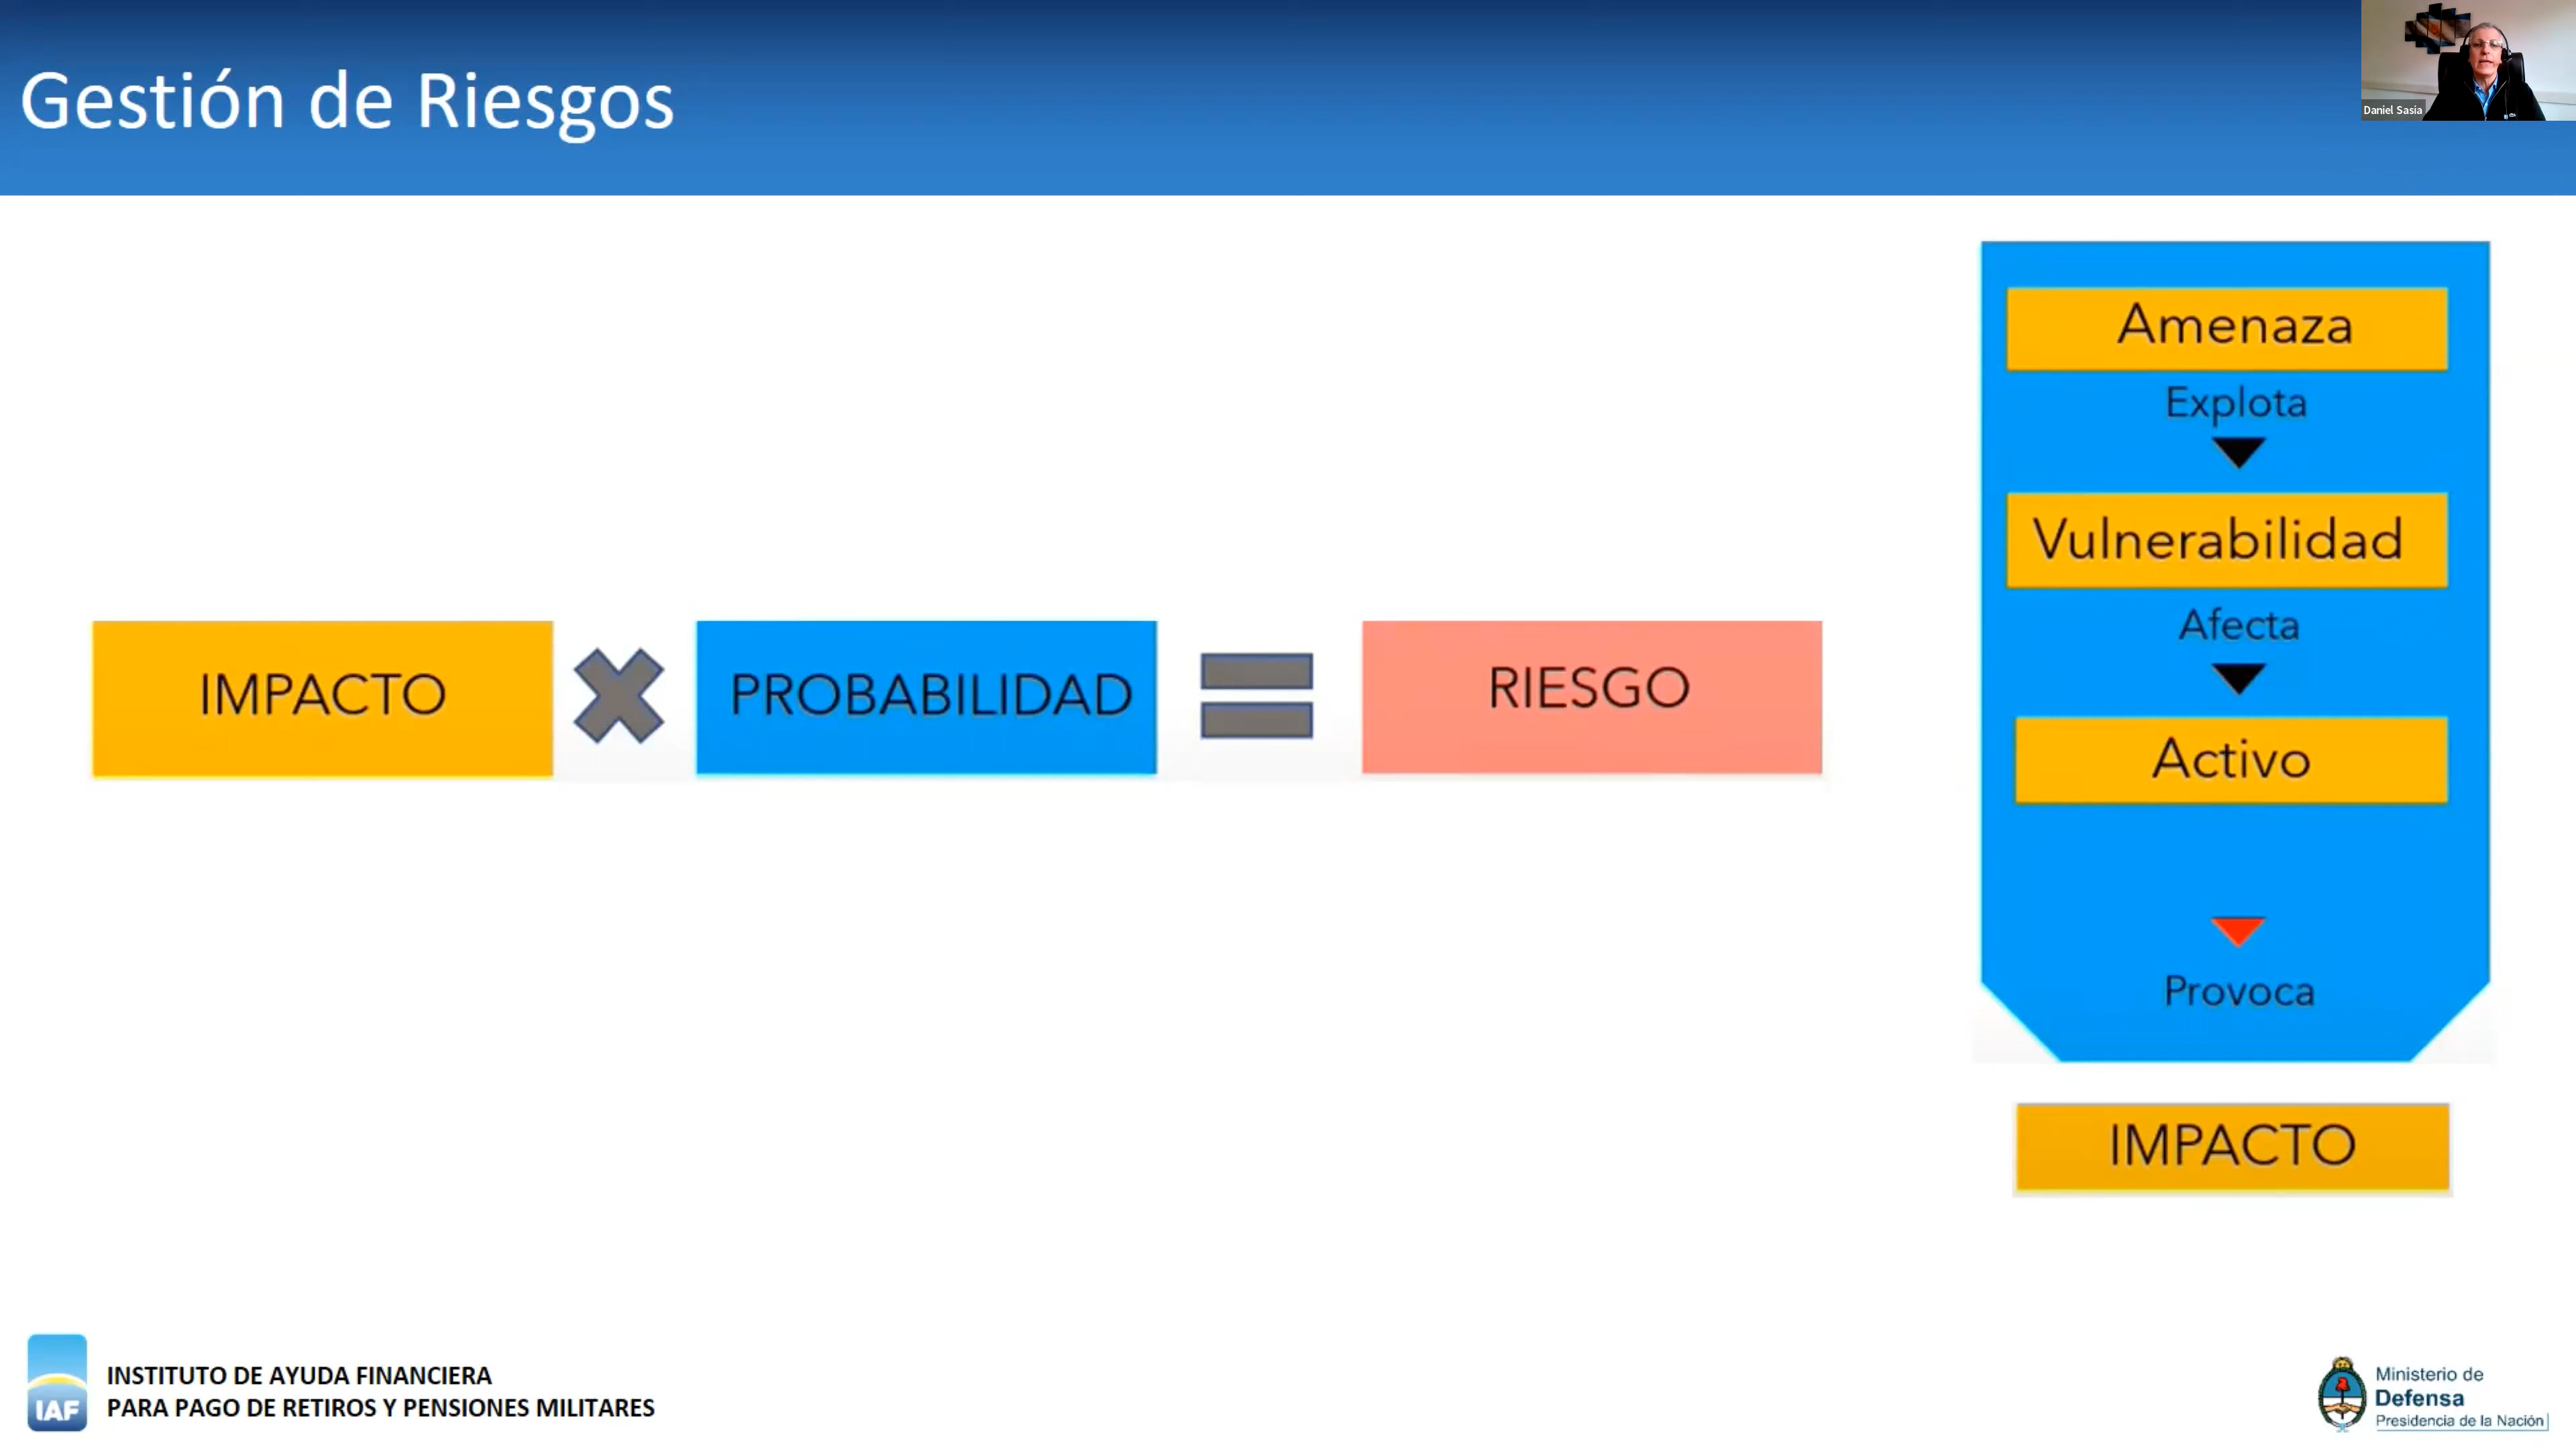 Gestión de Riesgos
Daniel Sasia
IMPACTO
PROBABILIDAD
RIESGO
Amenaza
Explota
Vulnerabilidad
Afecta
Activo
Provoca
IMPACTO
IAF
INSTITUTO DE AYUDA FINANCIERA
PARA PAGO DE RETIROS Y PENSIONES MILITARES
Ministerio de
Defensa
Presidencia de la Nación